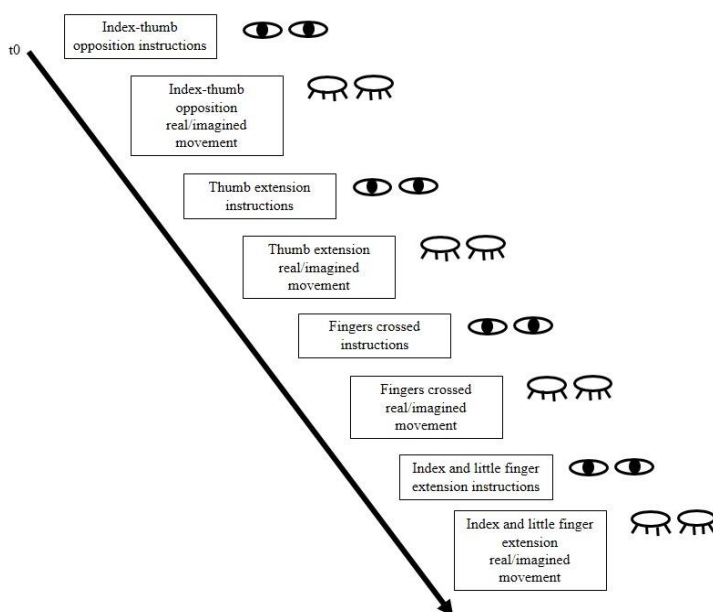 Index-thumb
opposition instructions
t0
Index-thumb
opposition
real/imagined
movement
Thumb extension
instructions
Thumb extension
real/imagined
movement
Fingers crossed
instructions
Fingers crossed
real/imagined
movement
Index and little finger
extension instructions
Index and little finger
extension
real/imagined
movement